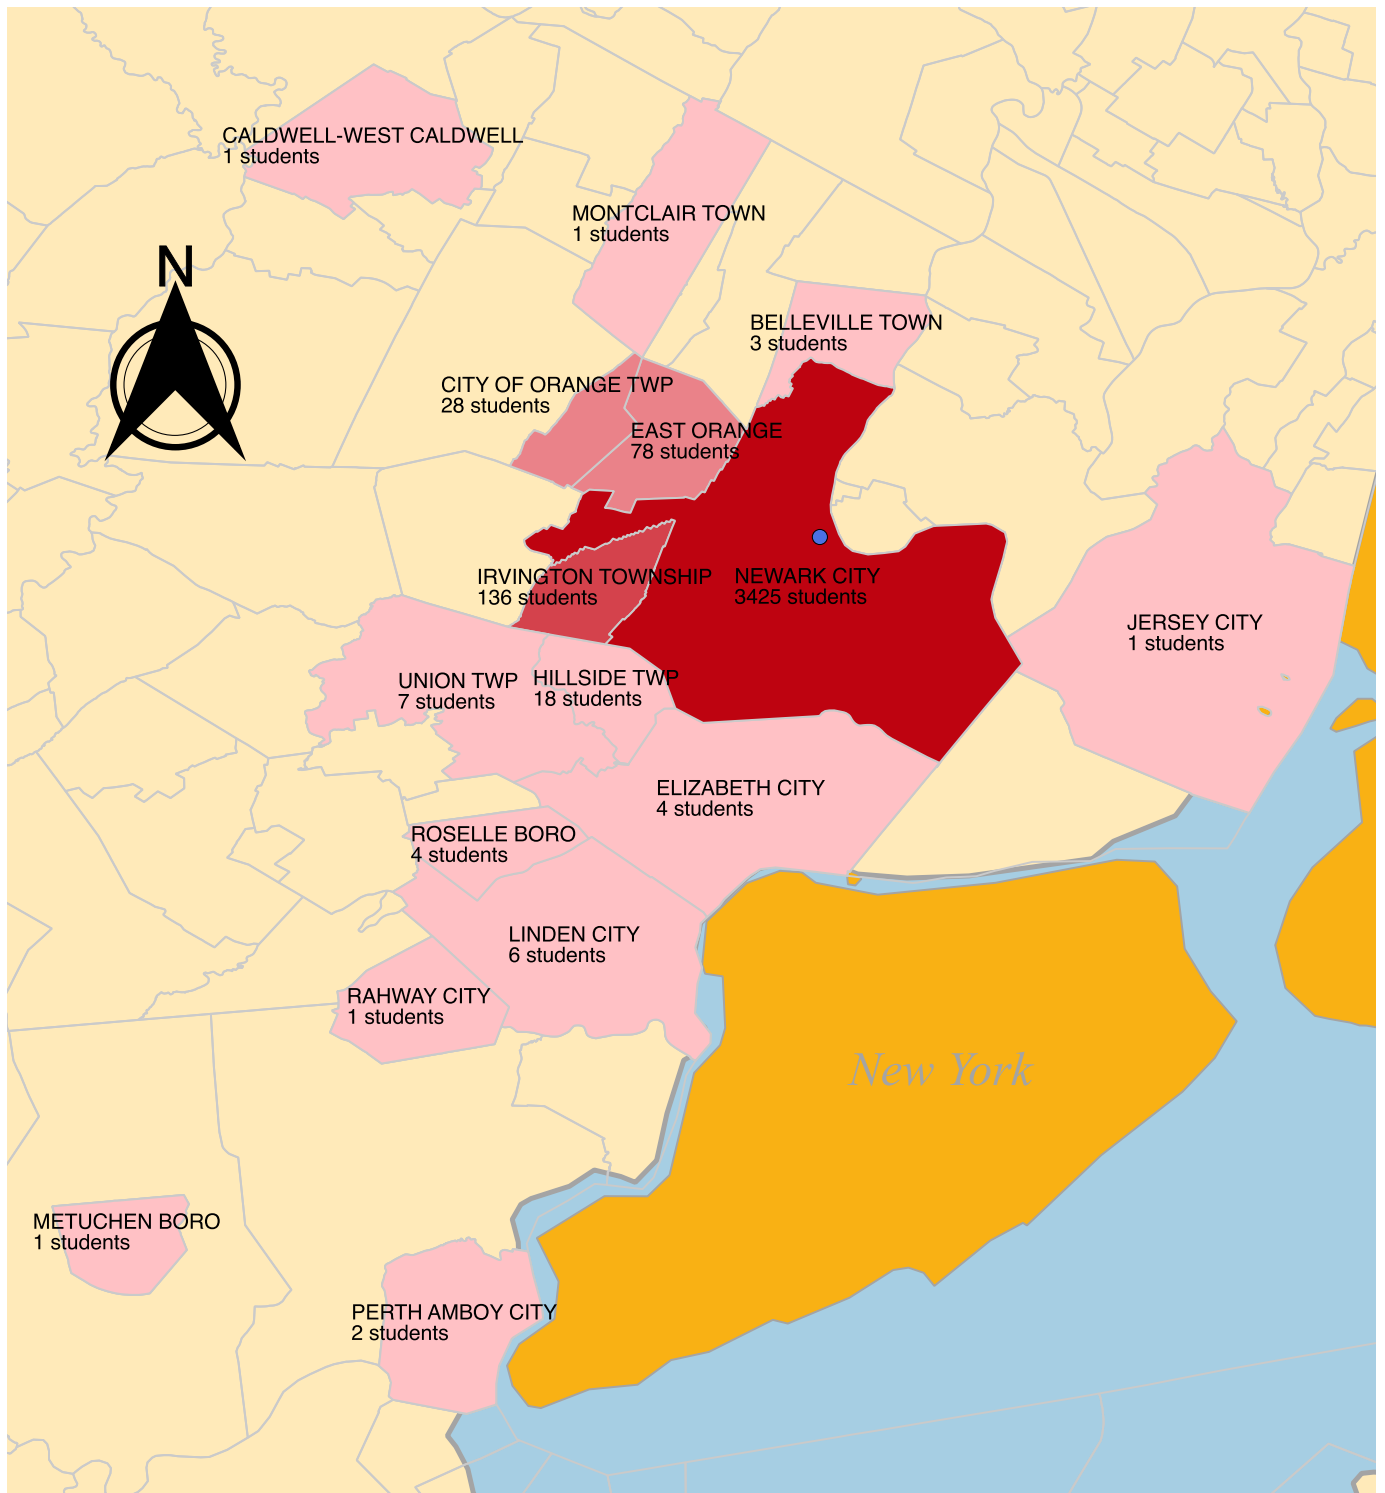 CALDWELL-WEST CALDWELL
1 students
MONTCLAIR TOWN
1 students
N
BELLEVILLE TOWN
3 students
CITY OF ORANGE TWP
28 students
EAST ORANGE
78 students
IRVINGTON TOWNSHIP
136 students
NEWARK CITY
3425 students
JERSEY CITY
1 students
UNION TWP
7 students
HILLSIDE TWP
18 students
ELIZABETH CITY
4 students
ROSELLE BORO
4 students
LINDEN CITY
6 students
RAHWAY CITY
1 students
New York
METUCHEN BORO
1 students
PERTH AMBOY CITY
2 students